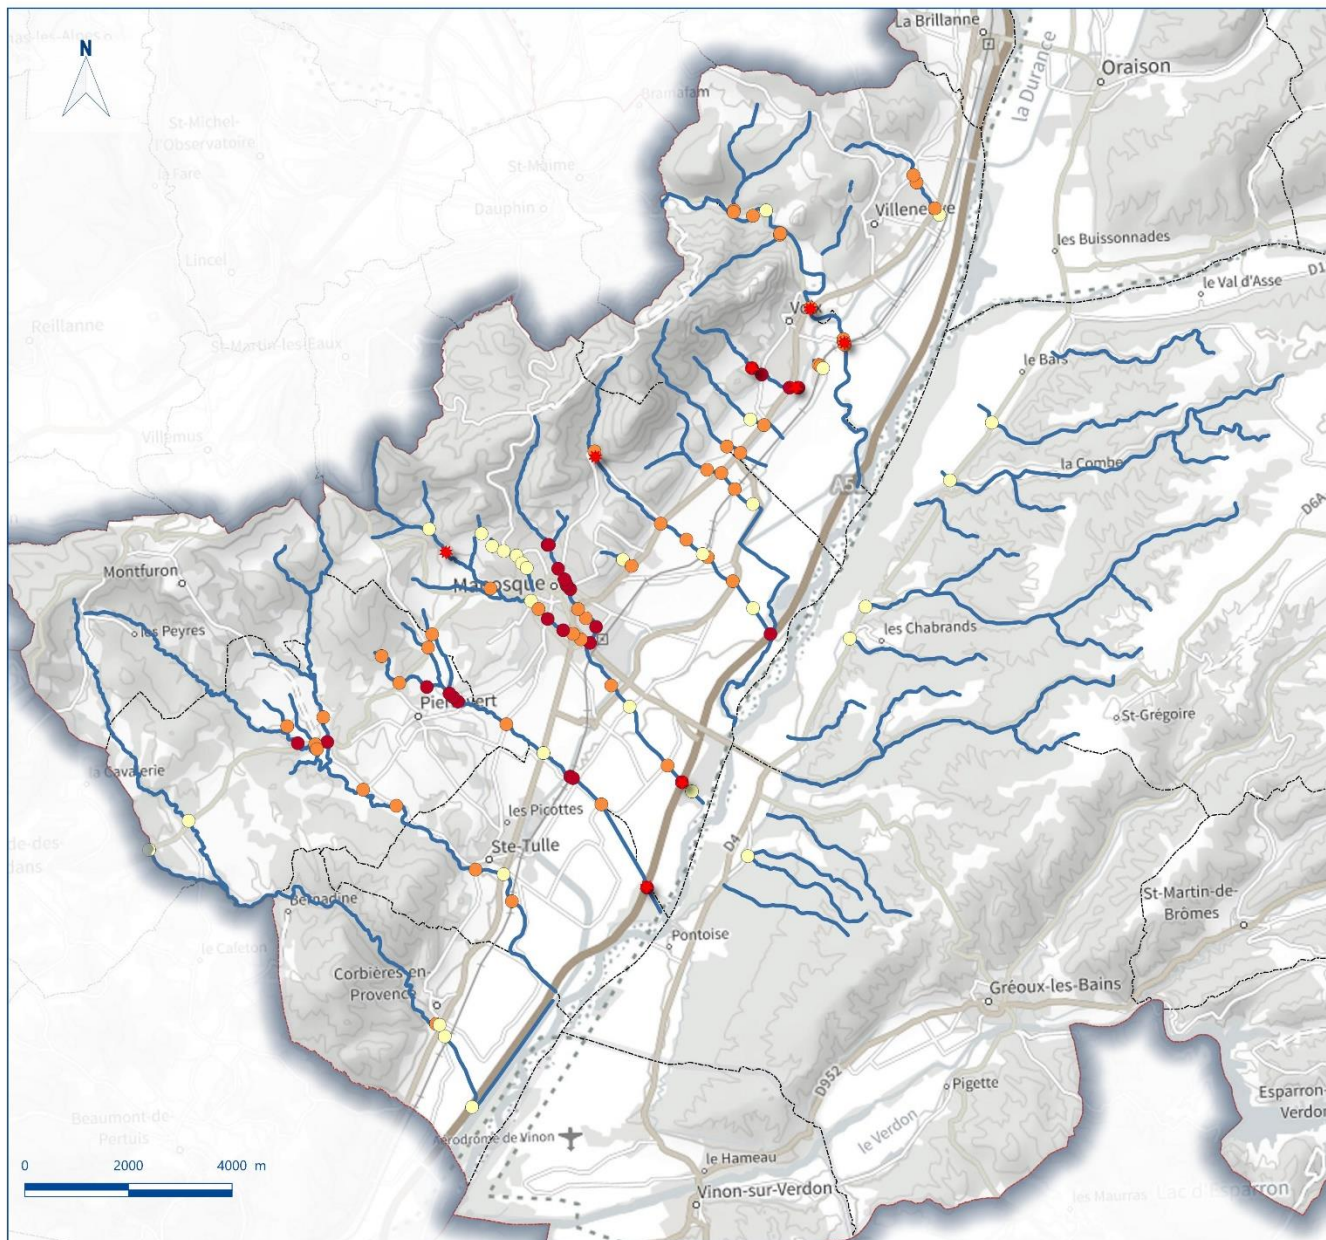 La Brillanne
N
Oraison
la Durance
St-Michel-
l'Observatoire
la Fare
Bramafam
St-Maime
Dauphin
Villeneuve
les Buissonnades
Lincel
D1
le Val d'Asse
Reillanne
St-Martin-les-Eaux
Volx
le Bars
Villemus
la Combe
A51
D6A
Montfuron
Manosque
les Peyres
les Chabrands
Pierrevert
St-Grégoire
la Cavalerie
les Picottes
Ste-Tulle
D4
St-Martin-de-
Brômes
Bernadine
Pontoise
le Cafeton
Corbières-en-
Provence
Gréoux-les-Bains
D952
Pigette
Esparron-
Verdon
Beaumont-de-
Pertuis
Aérodrome de Vinon
le Verdon
0 2000 4000 m
le Hameau
Vinon-sur-Verdon
les Maurras
Lac d'Esparron